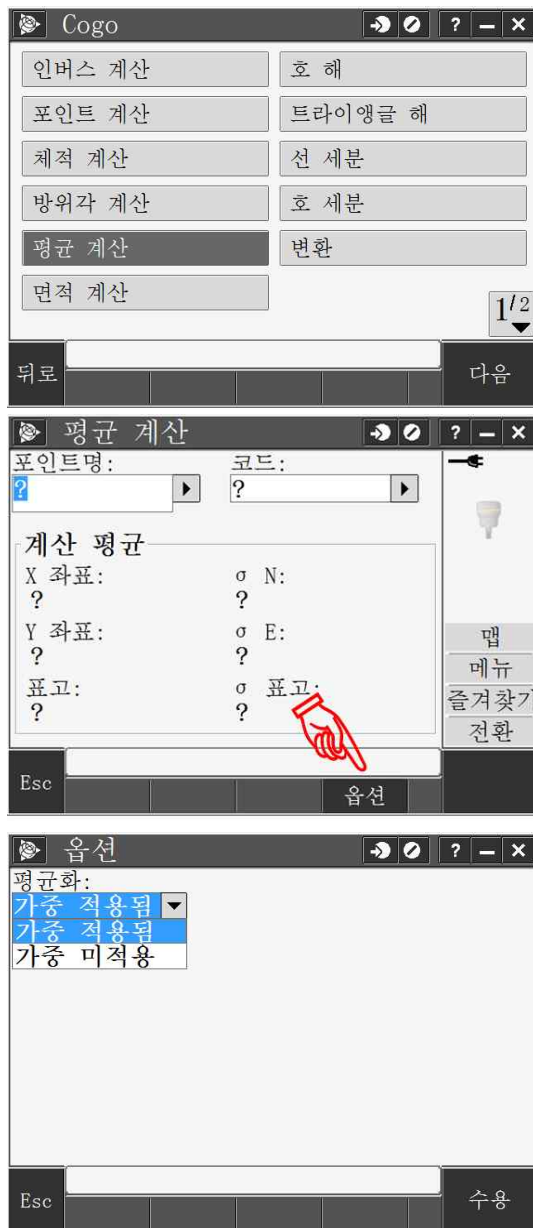 Cogo
? – ×
인버스 계산
호 해
포인트 계산
트라이앵글 해
체적 계산
선 세분
방위각 계산
호 세분
평균 계산
변환
면적 계산
1/2
뒤로
다음
평균 계산
? – ×
포인트명:
코드:
?
?
계산 평균
X 좌표:
σ N:
?
?
Y 좌표:
σ E:
?
?
표고:
σ 표고:
?
?
맵
메뉴
즐겨찾기
전환
Esc
옵션
옵션
? – ×
평균화:
가중 적용됨
가중 적용됨
가중 미적용
Esc
수용